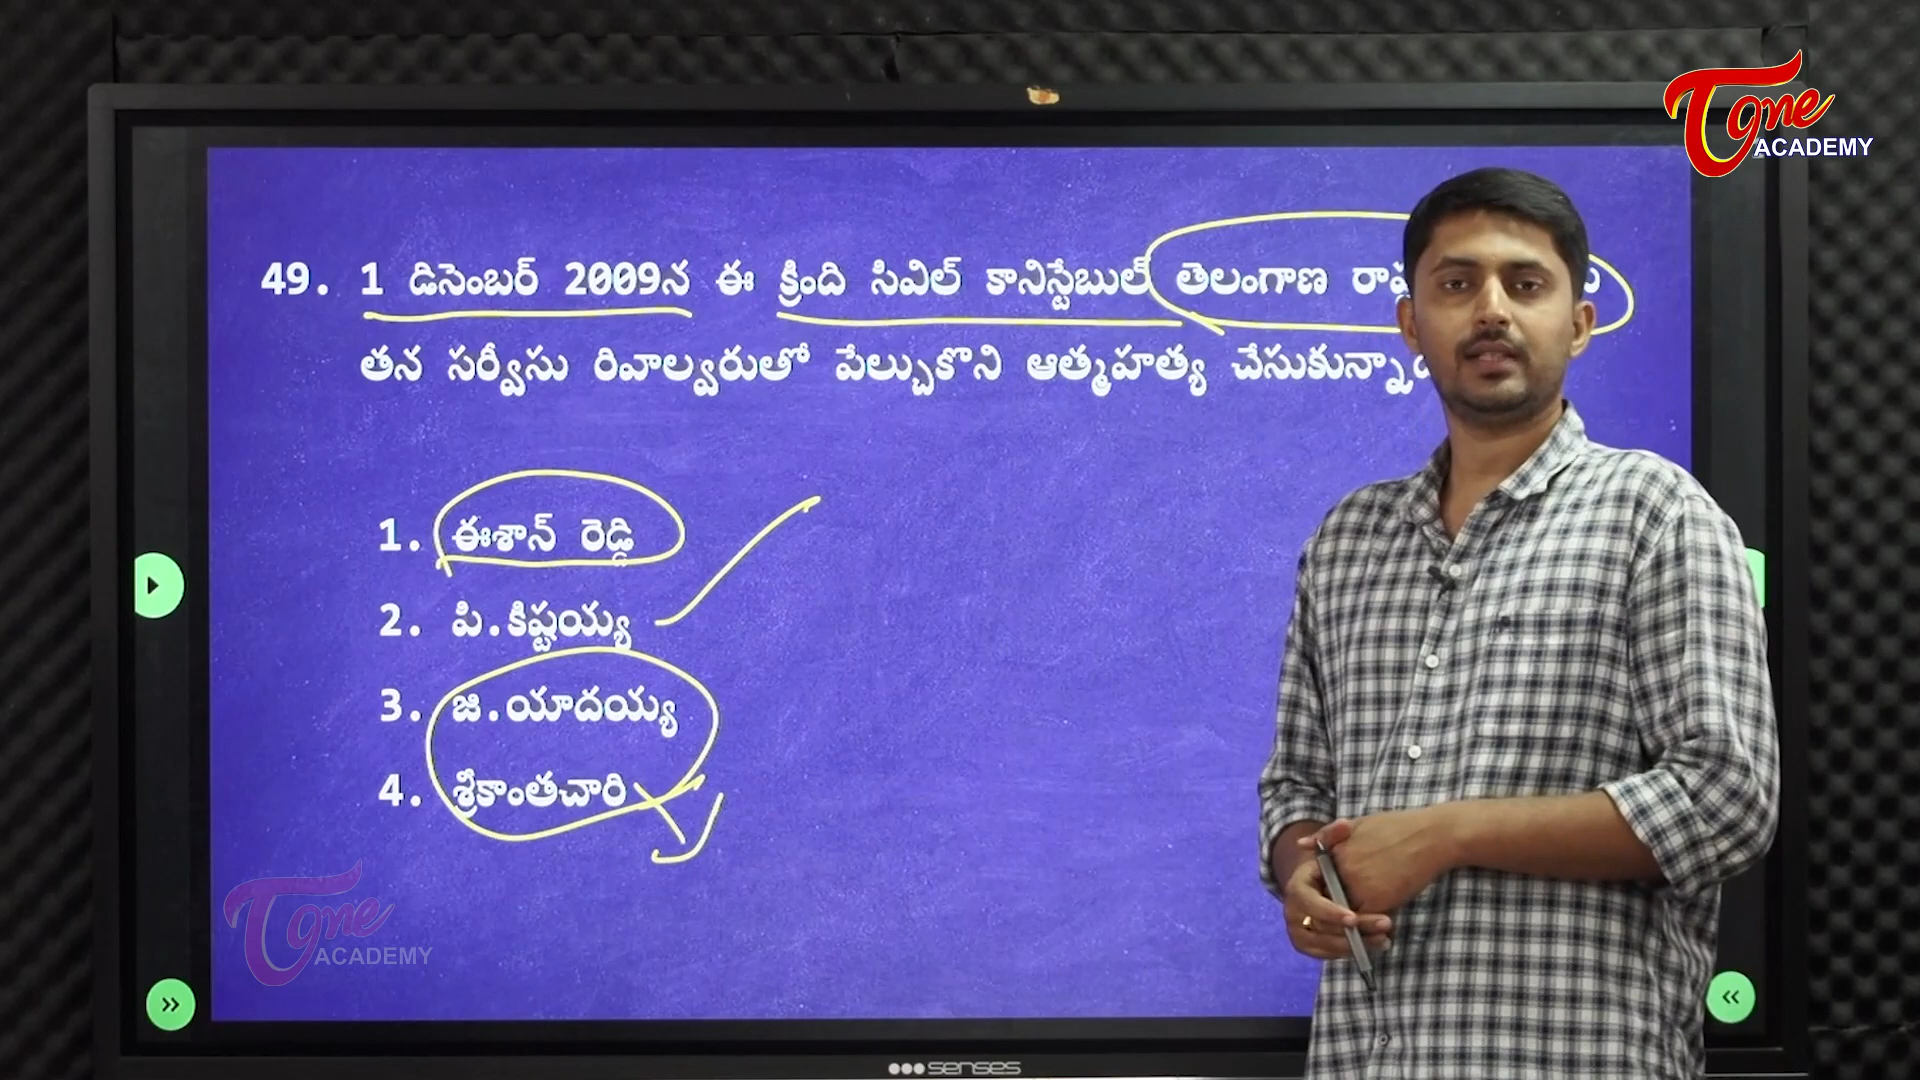 Tone
ACADEMY
49. 1 డిసెంబర్ 2009న ఈ క్రింది సివిల్ కానిస్టేబుల్ తెలంగాణ
తన సర్వీసు రివాల్వరుతో పేల్చుకొని ఆత్మహత్య
1. ఈశాన్ రెడ్డి
2. పి.కిష్టయ్య
3. జి.యాదయ్య
4. శ్రీకాంతచారి
Tone
ACADEMY
senses